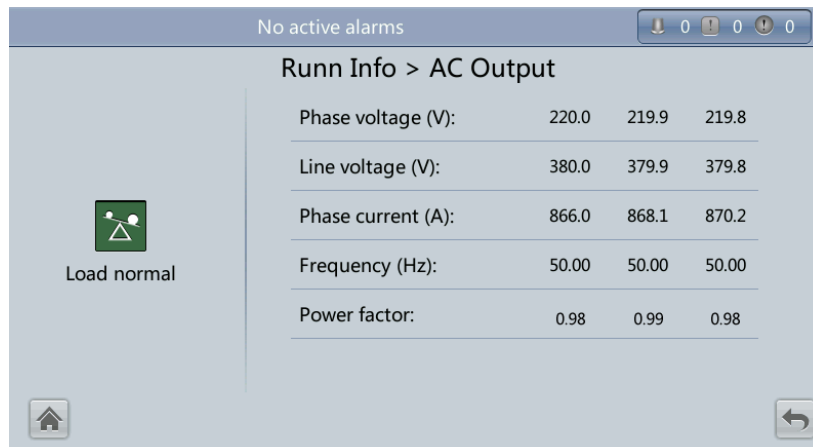 No active alarms 0 0 0
Runn Info > AC Output
Phase voltage (V): 220.0 219.9 219.8
Line voltage (V): 380.0 379.9 379.8
Phase current (A): 866.0 868.1 870.2
Load normal
Frequency (Hz): 50.00 50.00 50.00
Power factor: 0.98 0.99 0.98